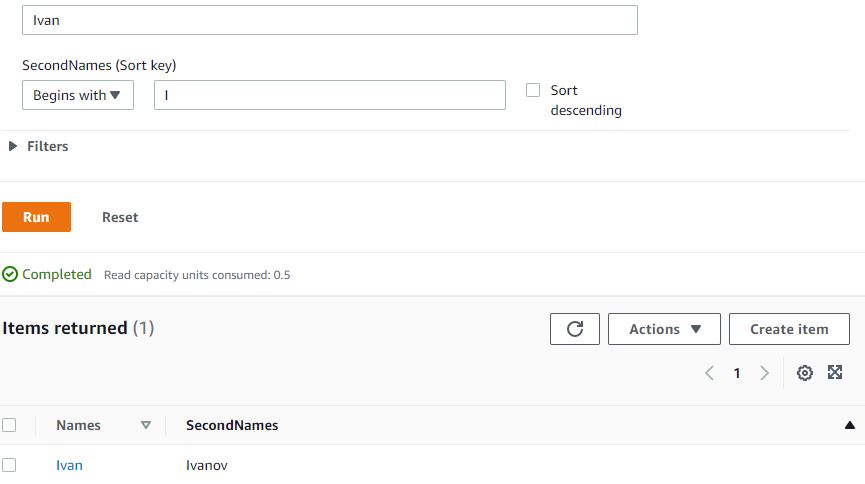 Ivan
SecondNames (Sort key)
Begins with
I
Sort
descending
Filters
Run
Reset
Completed
Read capacity units consumed: 0.5
Items returned (1)
Actions
Create item
1
Names
SecondNames
Ivan
Ivanov